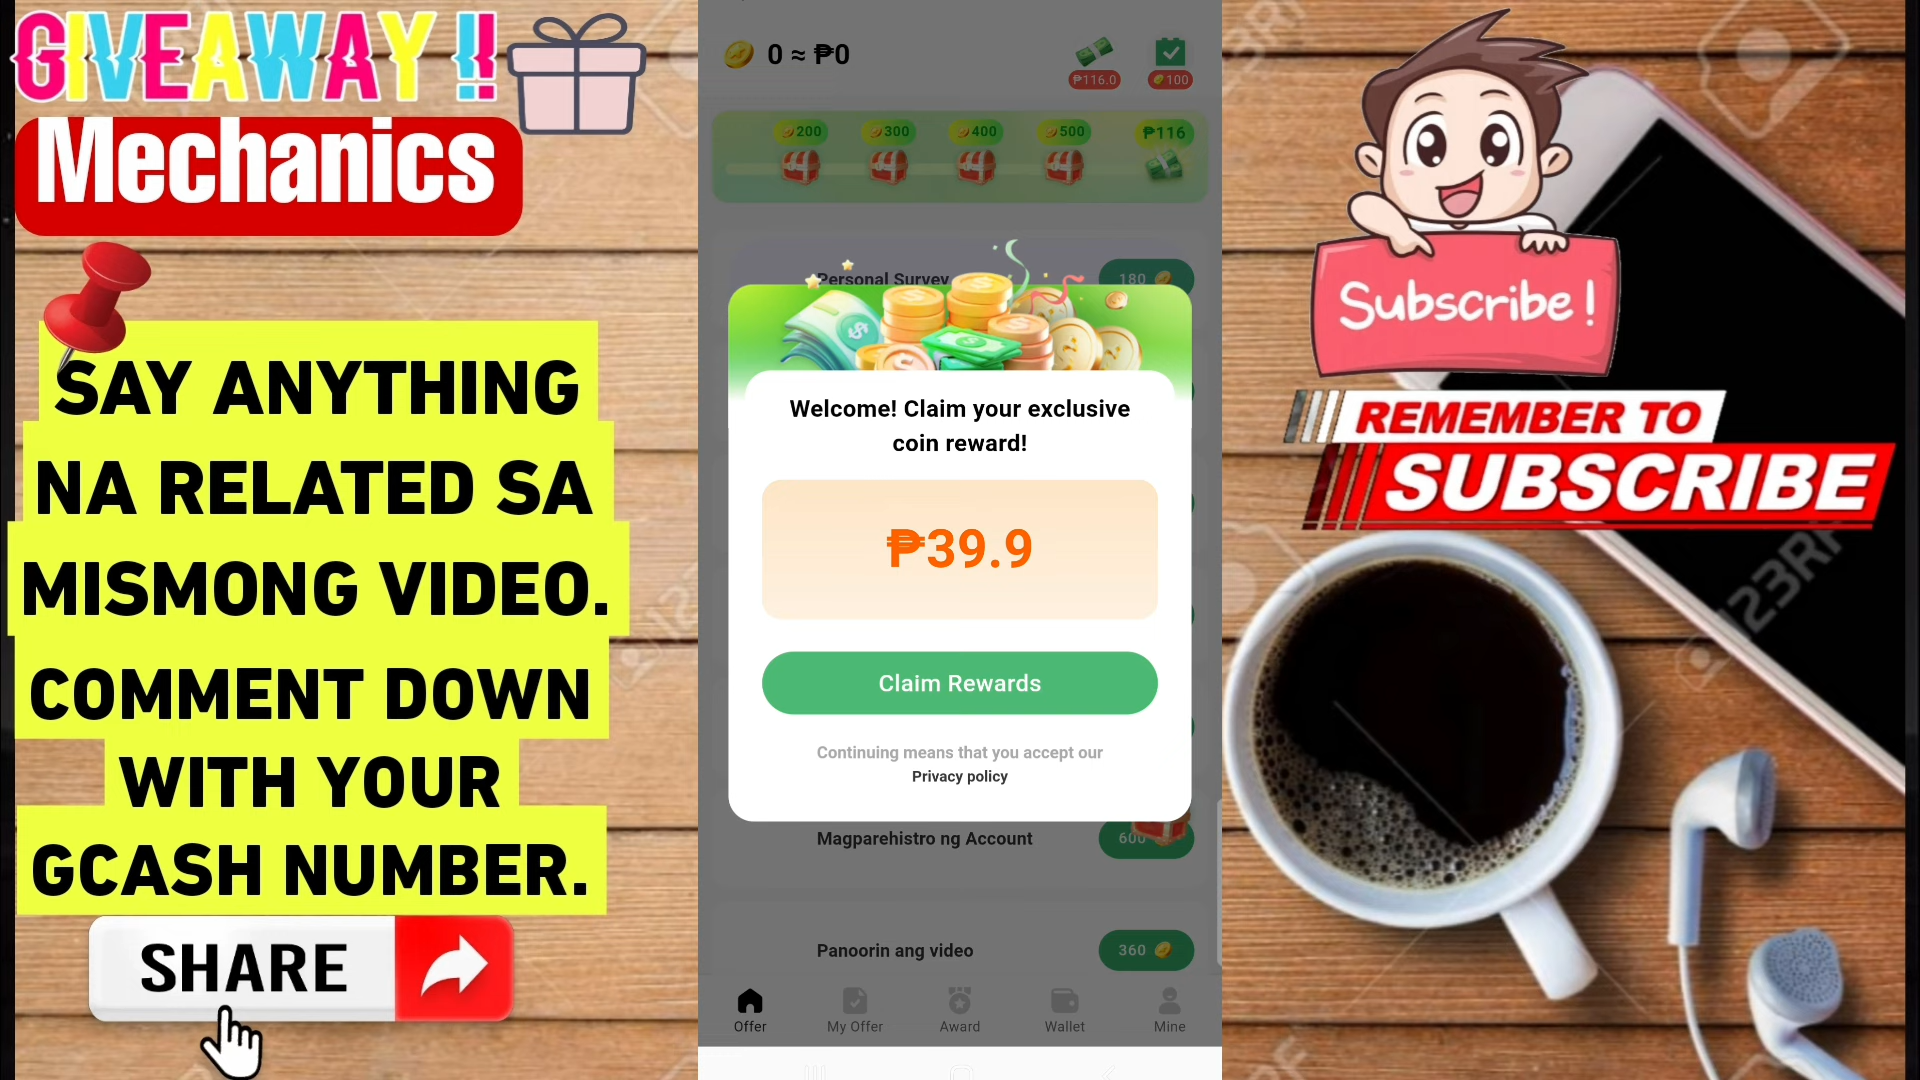 GIVEAWAY !!
Mechanics
SAY ANYTHING
NA RELATED SA
MISMONG VIDEO.
COMMENT DOWN
WITH YOUR
GCASH NUMBER.
SHARE
0 ≈ ₱0
₱116.0
100
200
300
400
500
₱116
Personal Survey
180
Welcome! Claim your exclusive
coin reward!
₱39.9
Claim Rewards
Continuing means that you accept our
Privacy policy
Magparehistro ng Account
600
Panoorin ang video
360
Offer
My Offer
Award
Wallet
Mine
Subscribe!
REMEMBER TO
SUBSCRIBE
123RF